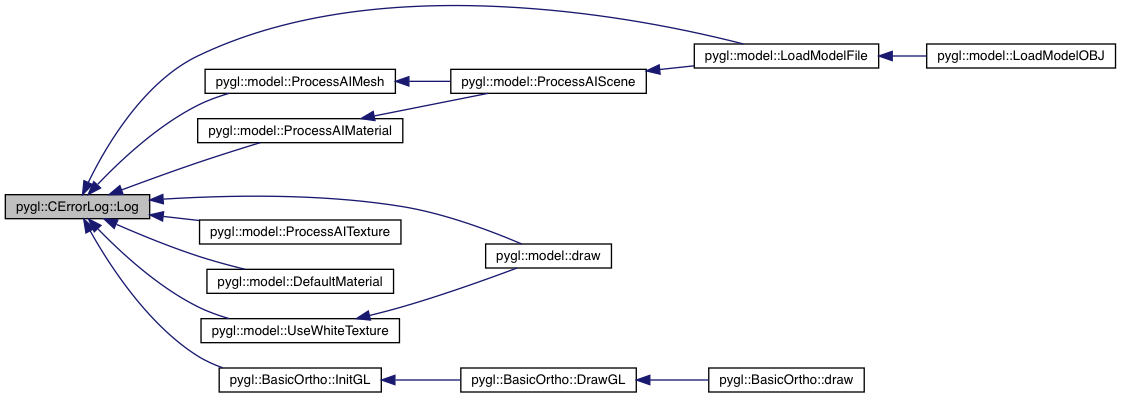 pygl::model::LoadModelFile
pygl::model::LoadModelOBJ
pygl::model::ProcessAIMesh
pygl::model::ProcessAIScene
pygl::model::ProcessAIMaterial
pygl::CErrorLog::Log
pygl::model::ProcessAITexture
pygl::model::draw
pygl::model::DefaultMaterial
pygl::model::UseWhiteTexture
pygl::BasicOrtho::InitGL
pygl::BasicOrtho::DrawGL
pygl::BasicOrtho::draw